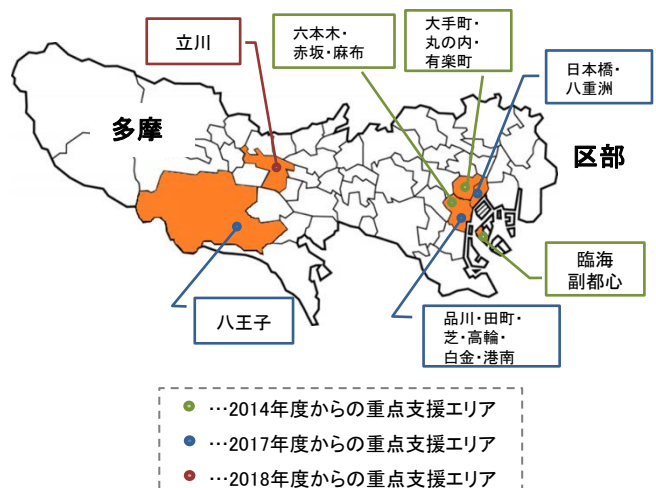 立川
六本木・
赤坂・麻布
大手町・
丸の内・
有楽町
日本橋・
八重洲
多摩
区部
臨海
副都心
八王子
品川・田町・
芝・高輪・
白金・港南
…2014年度からの重点支援エリア
…2017年度からの重点支援エリア
…2018年度からの重点支援エリア